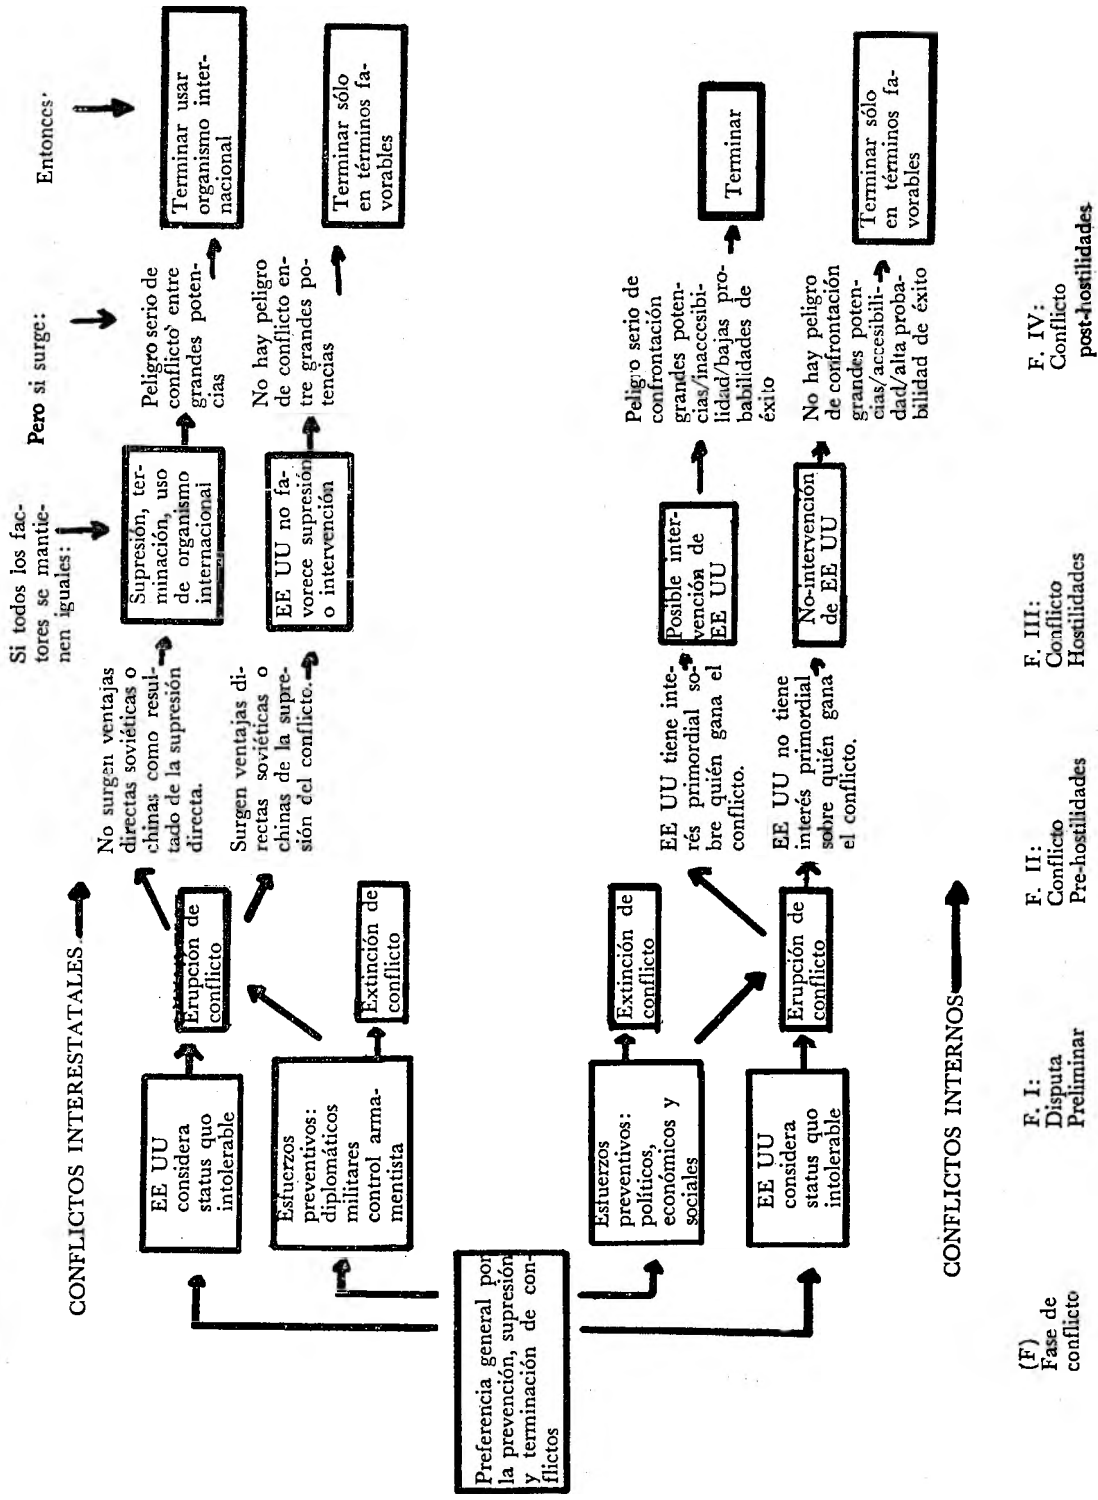 CONFLICTOS INTERESTATALES
Si todos los fac-
tores se mantie-
nen iguales:
Pero si surge:
Entonces·
EE UU
considera
status quo
intolerable
Erupción de
conflicto
No surgen ventajas
directas soviéticas o
chinas como resul-
tado de la supresión
directa.
Supresión, ter-
minación, uso
de organismo
internacional
Peligro serio de
conflicto' entre
grandes poten-
cias
Terminar usar
organismo inter-
nacional
Esfuerzos
preventivos:
diplomáticos
militares
control arma-
mentista
Extinción de
conflicto
Surgen ventajas di-
rectas soviéticas o
chinas de la supre-
sión del conflicto.
EE UU no fa-
vorece supresión
o intervención
No hay peligro
de conflicto en-
tre grandes po-
tencias
Terminar sólo
en términos fa-
vorables
Preferencia general por
la prevención, supresión
y terminación de con-
flictos
Esfuerzos
preventivos:
políticos,
económicos y
sociales
Extinción de
conflicto
EE UU tiene inte-
rés primordial so-
bre quién gana el
conflicto.
Posible inter-
vención de
EE UU
Peligro serio de
confrontación
grandes poten-
cias/inaccesibi-
lidad/bajas pro-
babilidades de
éxito
Terminar
EE UU
considera
status quo
intolerable
Erupción de
conflicto
EE UU no tiene
interés primordial
sobre quién gana
el conflicto.
No-intervención
de EE UU
No hay peligro
de confrontación
grandes poten-
cias/accesibili-
dad/alta proba-
bilidad de éxito
Terminar sólo
en términos fa-
vorables
CONFLICTOS INTERNOS
(F)
Fase de
conflicto
F. I:
Disputa
Preliminar
F. II:
Conflicto
Pre-hostilidades
F. III:
Conflicto
Hostilidades
F. IV:
Conflicto
post-hostilidades